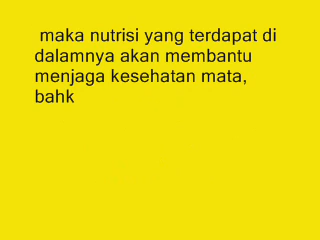 maka nutrisi yang terdapat di
dalamnya akan membantu
menjaga kesehatan mata,
bahk